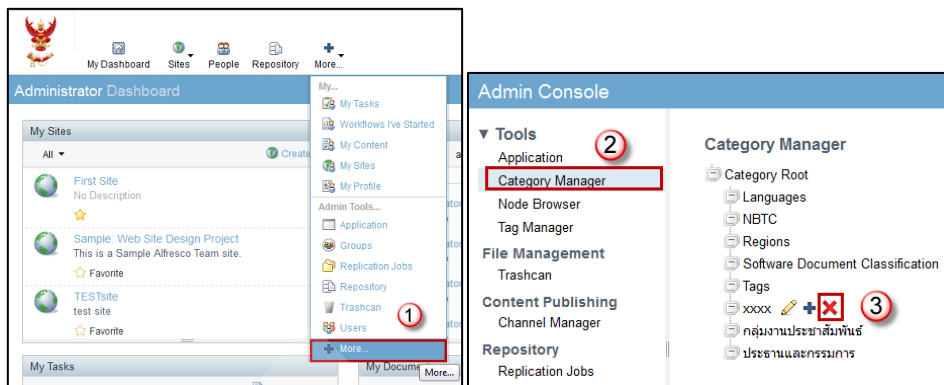 My Dashboard
Sites
People
Repository
More...
Administrator Dashboard
My Sites
All
Create
First Site
No Description
Sample: Web Site Design Project
This is a Sample Alfresco Team site.
Favorite
TESTsite
test site
Favorite
My Tasks
My Docume
My...
My Tasks
Workflows I've Started
My Content
My Sites
My Profile
Admin Tools...
Application
Groups
Replication Jobs
Repository
Trashcan
Users
1
More...
More...
Admin Console
Tools
2
Application
Category Manager
Node Browser
Tag Manager
File Management
Trashcan
Content Publishing
Channel Manager
Repository
Replication Jobs
Category Manager
Category Root
Languages
NBTC
Regions
Software Document Classification
Tags
xxxx
3
กลุ่มงานประชาสัมพันธ์
ประธานและกรรมการ